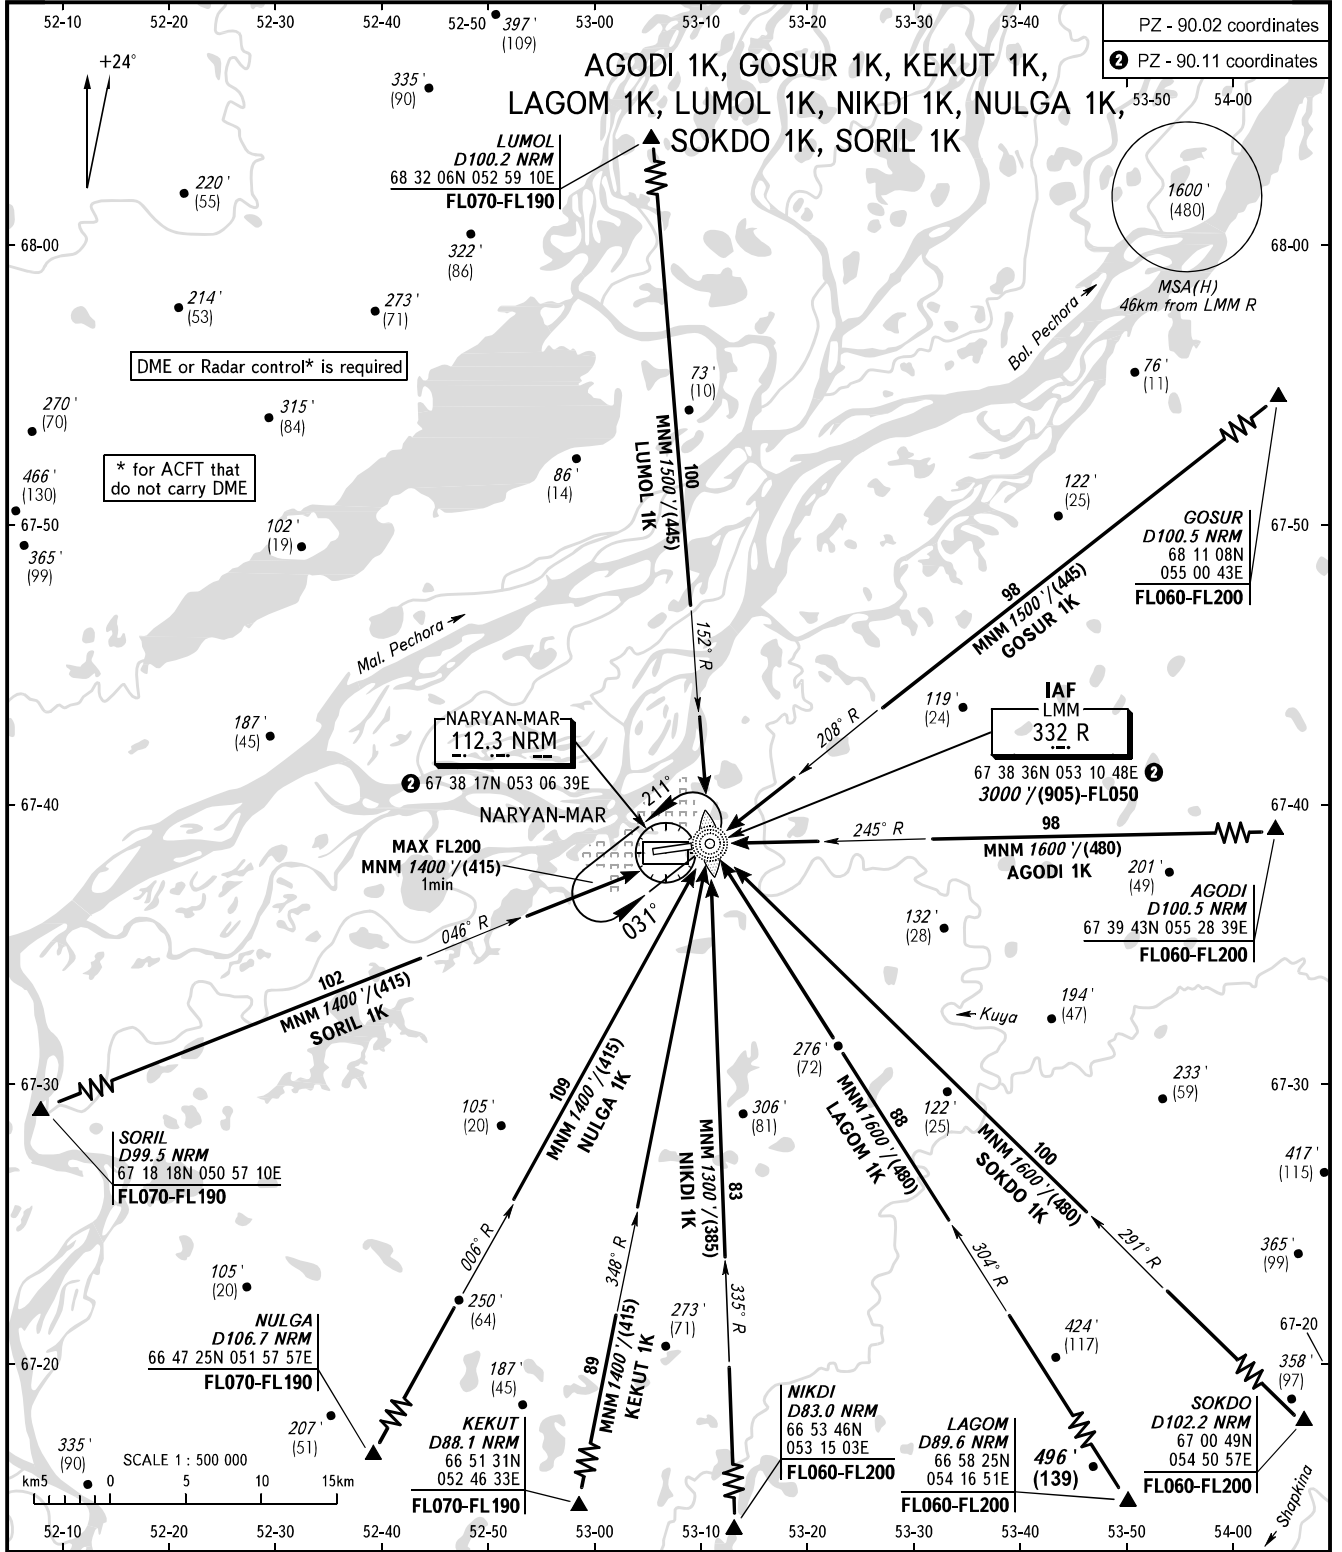 52-10 52-20 52-30 52-40 52-50 53-00 53-10 53-20 53-30 53-40
PZ - 90.02 coordinates
❷ PZ - 90.11 coordinates
53-50 54-00
+24°
397'
(109)
335'
(90)
AGODI 1K, GOSUR 1K, KEKUT 1K,
LAGOM 1K, LUMOL 1K, NIKDI 1K, NULGA 1K,
SOKDO 1K, SORIL 1K
LUMOL
D100.2 NRM
68 32 06N 052 59 10E
FL070-FL190
220'
(55)
1600'
(480)
MSA(H)
46km from LMM R
68-00
68-00
322'
(86)
214'
(53)
273'
(71)
Bol. Pechora
DME or Radar control* is required
73'
(10)
76'
(11)
270'
(70)
315'
(84)
* for ACFT that
do not carry DME
466'
(130)
86'
(14)
100
MNM 1500'/(445)
LUMOL 1K
122'
(25)
67-50
67-50
365'
(99)
102'
(19)
GOSUR
D100.5 NRM
68 11 08N
055 00 43E
FL060-FL200
98
MNM 1500'/(445)
GOSUR 1K
Mal. Pechora
152° R
208° R
119'
(24)
187'
(45)
NARYAN-MAR
112.3 NRM
❷ 67 38 17N 053 06 39E
IAF
LMM
332 R
67 38 36N 053 10 48E ❷
3000'/(905)-FL050
67-40
67-40
NARYAN-MAR
211°
031°
MAX FL200
MNM 1400'/(415)
1min
245° R
98
MNM 1600'/(480)
AGODI 1K
201'
(49)
AGODI
D100.5 NRM
67 39 43N 055 28 39E
FL060-FL200
132'
(28)
046° R
102
MNM 1400'/(415)
SORIL 1K
194'
(47)
Kuya
276'
(72)
67-30
67-30
233'
(59)
105'
(20)
109
MNM 1400'/(415)
NULGA 1K
306'
(81)
122'
(25)
SORIL
D99.5 NRM
67 18 18N 050 57 10E
FL070-FL190
83
MNM 1300'/(385)
NIKDI 1K
88
MNM 1600'/(480)
LAGOM 1K
100
MNM 1600'/(480)
SOKDO 1K
417'
(115)
006° R
348° R
335° R
304° R
291° R
365'
(99)
105'
(20)
250'
(64)
273'
(71)
424'
(117)
67-20
67-20
NULGA
D106.7 NRM
66 47 25N 051 57 57E
FL070-FL190
89
MNM 1400'/(415)
KEKUT 1K
187'
(45)
358'
(97)
207'
(51)
KEKUT
D88.1 NRM
66 51 31N
052 46 33E
FL070-FL190
NIKDI
D83.0 NRM
66 53 46N
053 15 03E
FL060-FL200
LAGOM
D89.6 NRM
66 58 25N
054 16 51E
FL060-FL200
496'
(139)
SOKDO
D102.2 NRM
67 00 49N
054 50 57E
FL060-FL200
335'
(90)
SCALE 1 : 500 000
km5 0 5 10 15km
Shapkina
52-10 52-20 52-30 52-40 52-50 53-00 53-10 53-20 53-30 53-40 53-50 54-00